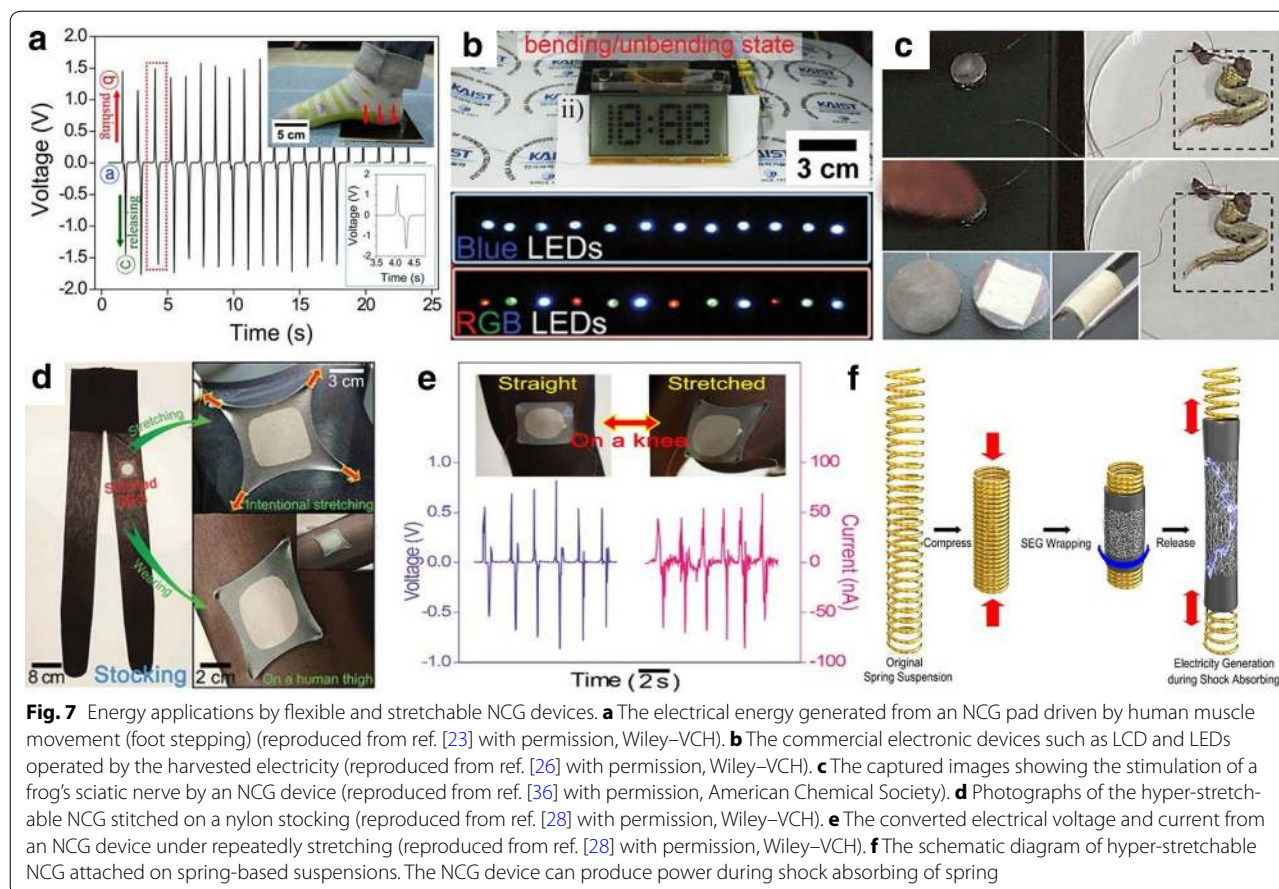 a
2.0
1.5
1.0
0.5
0.0
-0.5
-1.0
-1.5
2.0
Voltage (V)
b
pushing
a
releasing
c
0 5 10 15 20 25
Time (s)
5 cm
2
1
0
-1
-2
Voltage (V)
3.5 4.0 4.5
Time (s)
b
bending/unbending state
ii)
KAIST
KAIST
18:88
3 cm
Blue LEDs
RGB LEDs
c
d
Stretching
Wearing
8 cm
Stocking
3 cm
Intentional stretching
2 cm
On a human thigh
e
Straight
Stretched
On a knee
1.0
0.5
0.0
-0.5
-1.0
Voltage (V)
100
50
0
-50
-100
Current (nA)
Time (2 s)
f
Compress
SEG Wrapping
Release
Original
Spring Suspension
Electricity Generation
during Shock Absorbing
Fig. 7 Energy applications by flexible and stretchable NCG devices. a The electrical energy generated from an NCG pad driven by human muscle
movement (foot stepping) (reproduced from ref. [23] with permission, Wiley–VCH). b The commercial electronic devices such as LCD and LEDs
operated by the harvested electricity (reproduced from ref. [26] with permission, Wiley–VCH). c The captured images showing the stimulation of a
frog's sciatic nerve by an NCG device (reproduced from ref. [36] with permission, American Chemical Society). d Photographs of the hyper-stretch-
able NCG stitched on a nylon stocking (reproduced from ref. [28] with permission, Wiley–VCH). e The converted electrical voltage and current from
an NCG device under repeatedly stretching (reproduced from ref. [28] with permission, Wiley–VCH). f The schematic diagram of hyper-stretchable
NCG attached on spring-based suspensions. The NCG device can produce power during shock absorbing of spring